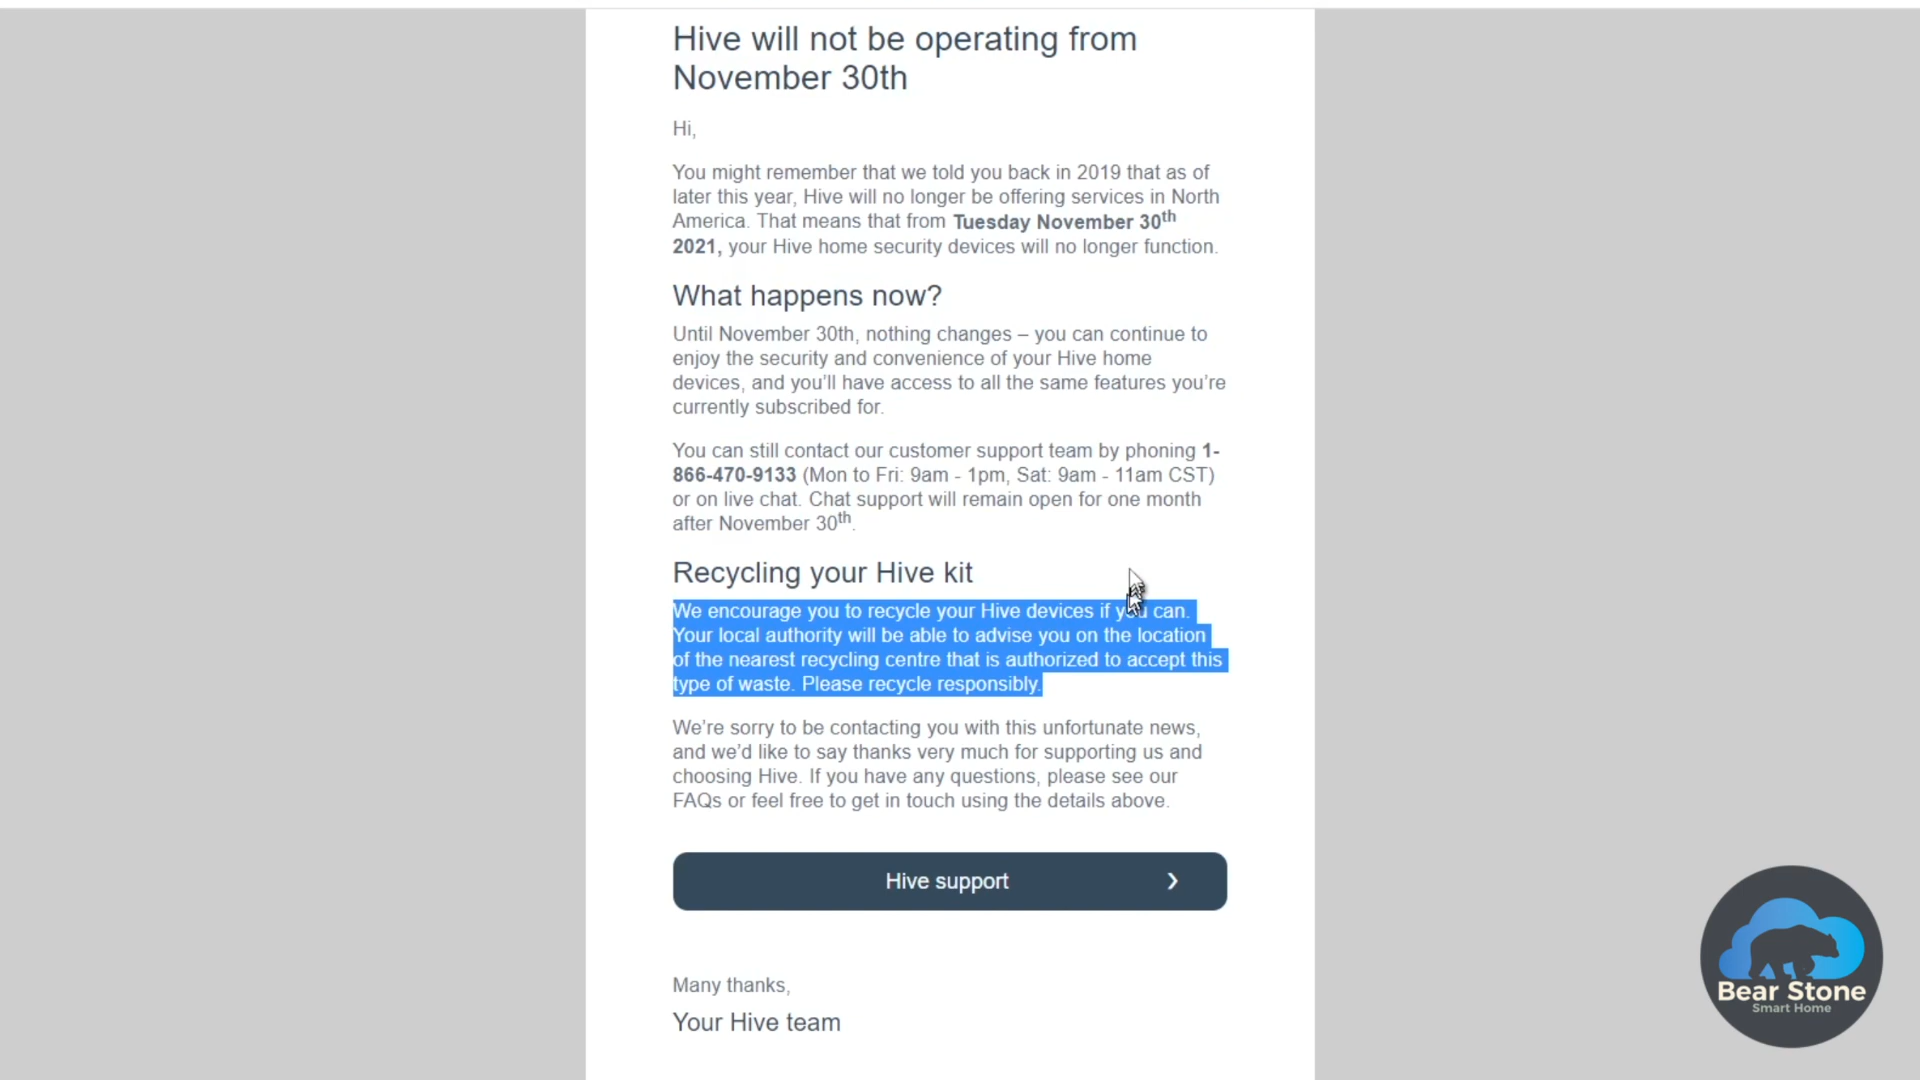 Hive will not be operating from
November 30th
Hi,
You might remember that we told you back in 2019 that as of
later this year, Hive will no longer be offering services in North
America. That means that from Tuesday November 30th
2021, your Hive home security devices will no longer function.
What happens now?
Until November 30th, nothing changes – you can continue to
enjoy the security and convenience of your Hive home
devices, and you’ll have access to all the same features you’re
currently subscribed for.
You can still contact our customer support team by phoning 1-
866-470-9133 (Mon to Fri: 9am - 1pm, Sat: 9am - 11am CST)
or on live chat. Chat support will remain open for one month
after November 30th.
Recycling your Hive kit
We encourage you to recycle your Hive devices if you can.
Your local authority will be able to advise you on the location
of the nearest recycling centre that is authorized to accept this
type of waste. Please recycle responsibly.
We’re sorry to be contacting you with this unfortunate news,
and we’d like to say thanks very much for supporting us and
choosing Hive. If you have any questions, please see our
FAQs or feel free to get in touch using the details above.
Hive support
Many thanks,
Your Hive team
Bear Stone
Smart Home